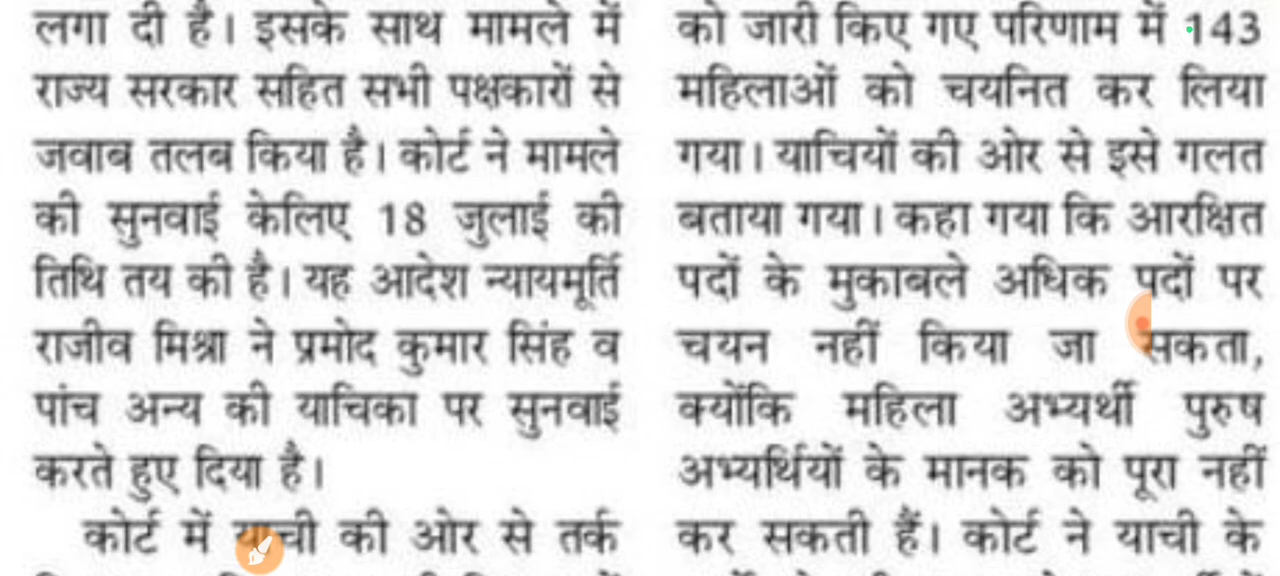 लगा दी है। इसके साथ मामले में
राज्य सरकार सहित सभी पक्षकारों से
जवाब तलब किया है। कोर्ट ने मामले
की सुनवाई केलिए 18 जुलाई की
तिथि तय की है। यह आदेश न्यायमूर्ति
राजीव मिश्रा ने प्रमोद कुमार सिंह व
पांच अन्य की याचिका पर सुनवाई
करते हुए दिया है।
कोर्ट में याची की ओर से तर्क
को जारी किए गए परिणाम में 143
महिलाओं को चयनित कर लिया
गया। याचियों की ओर से इसे गलत
बताया गया। कहा गया कि आरक्षित
पदों के मुकाबले अधिक पदों पर
चयन नहीं किया जा सकता,
क्योंकि महिला अभ्यर्थी पुरुष
अभ्यर्थियों के मानक को पूरा नहीं
कर सकती हैं। कोर्ट ने याची के